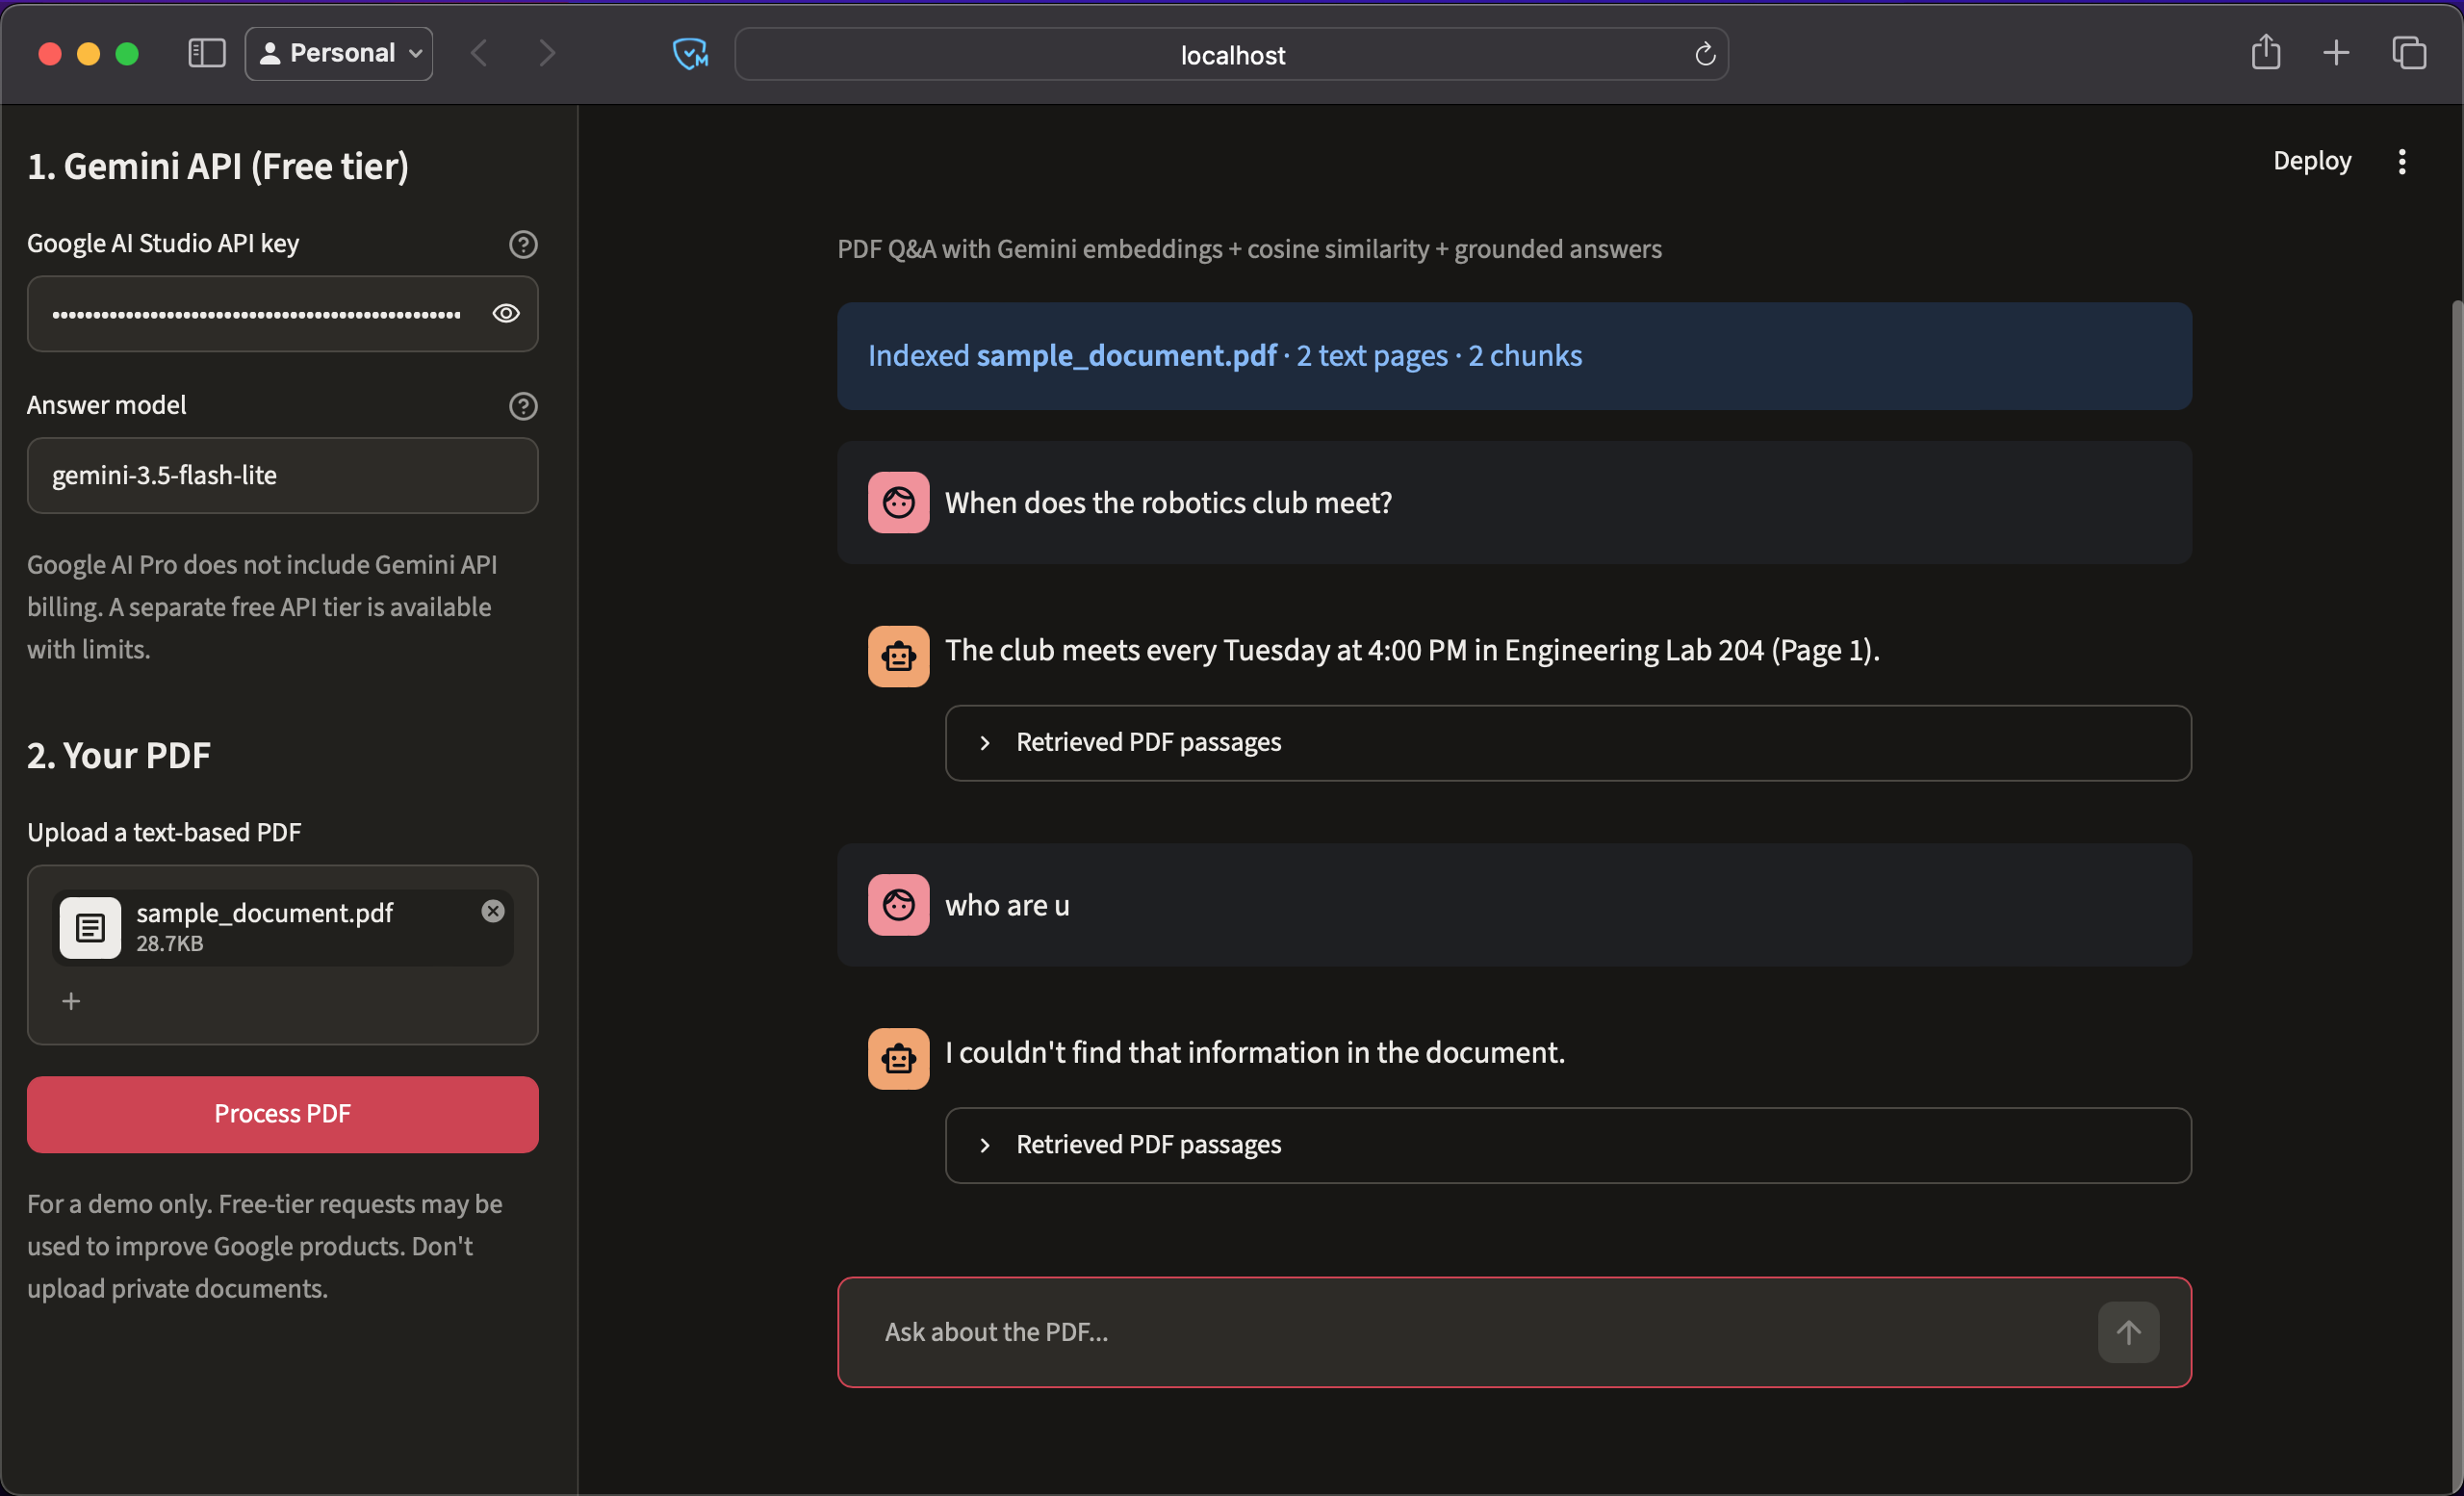 Personal
localhost
1. Gemini API (Free tier)
Google AI Studio API key
Answer model
gemini-3.5-flash-lite
Google AI Pro does not include Gemini API
billing. A separate free API tier is available
with limits.
2. Your PDF
Upload a text-based PDF
sample_document.pdf
28.7KB
Process PDF
For a demo only. Free-tier requests may be
used to improve Google products. Don't
upload private documents.
Deploy
PDF Q&A with Gemini embeddings + cosine similarity + grounded answers
Indexed sample_document.pdf · 2 text pages · 2 chunks
When does the robotics club meet?
The club meets every Tuesday at 4:00 PM in Engineering Lab 204 (Page 1).
Retrieved PDF passages
who are u
I couldn't find that information in the document.
Retrieved PDF passages
Ask about the PDF...